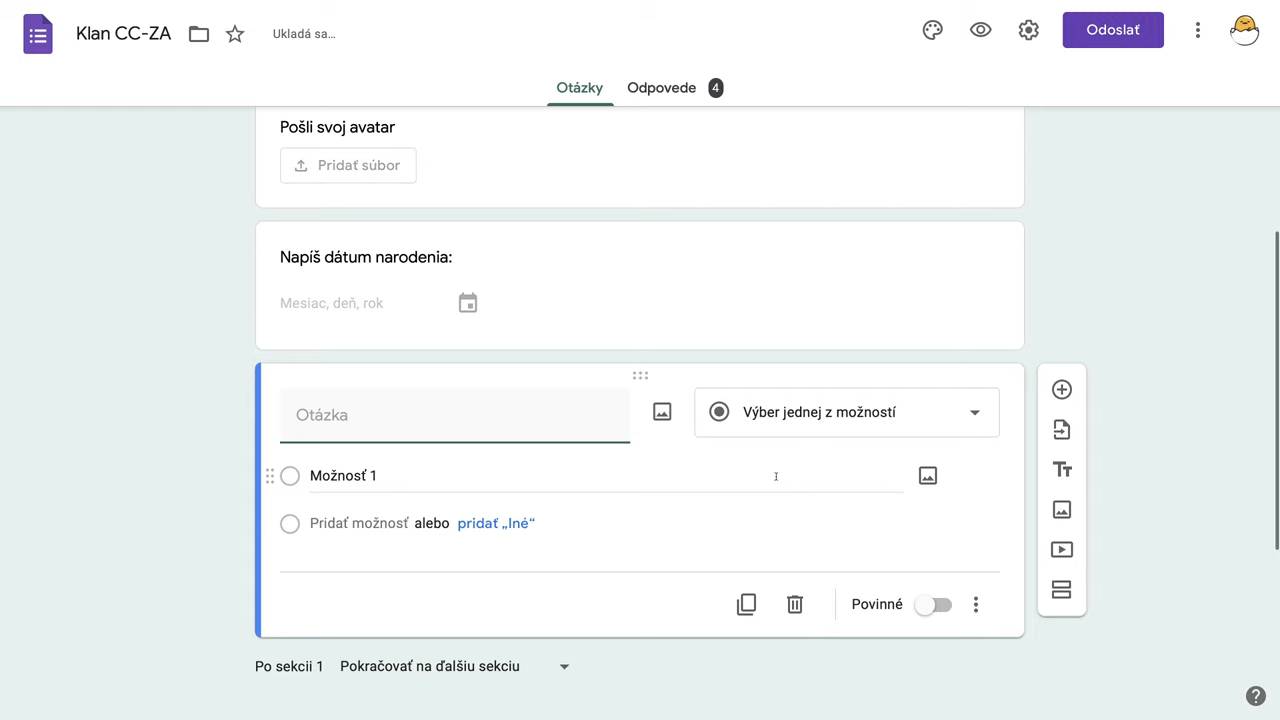 Klan CC-ZA
Ukladá sa...
Odoslať
Otázky
Odpovede
4
Pošli svoj avatar
Pridať súbor
Napíš dátum narodenia:
Mesiac, deň, rok
Otázka
Výber jednej z možností
Možnosť 1
Pridať možnosť alebo pridať „Iné“
Tт
Povinné
Po sekcii 1 Pokračovať na ďalšiu sekciu